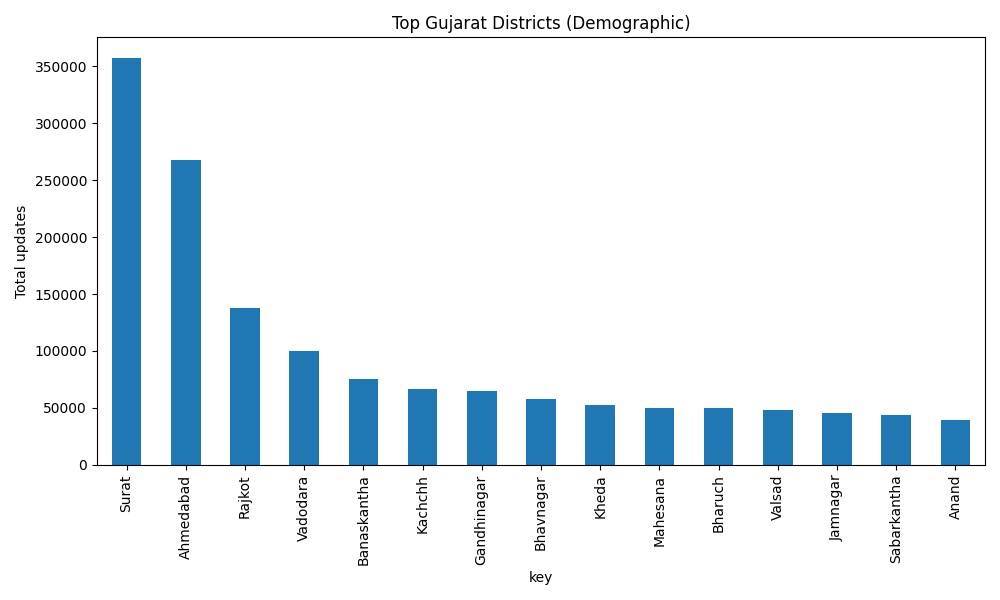 Top Gujarat Districts (Demographic)
Total updates
350000
300000
250000
200000
150000
100000
50000
0
Surat
Ahmedabad
Rajkot
Vadodara
Banaskantha
Kachchh
Gandhinagar
Bhavnagar
Kheda
Mahesana
Bharuch
Valsad
Jamnagar
Sabarkantha
Anand
key